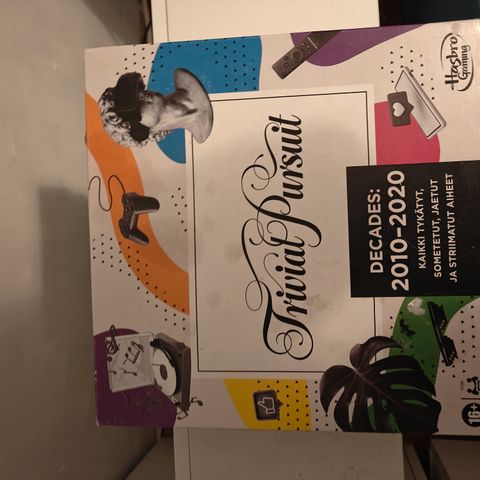 Hasbro
Gaming
Trivial Pursuit
DECADES:
2010–2020
KAIKKI TYKÄTYT,
SOMETETUT, JAETUT
JA STRIIMATUT AIHEET
16+